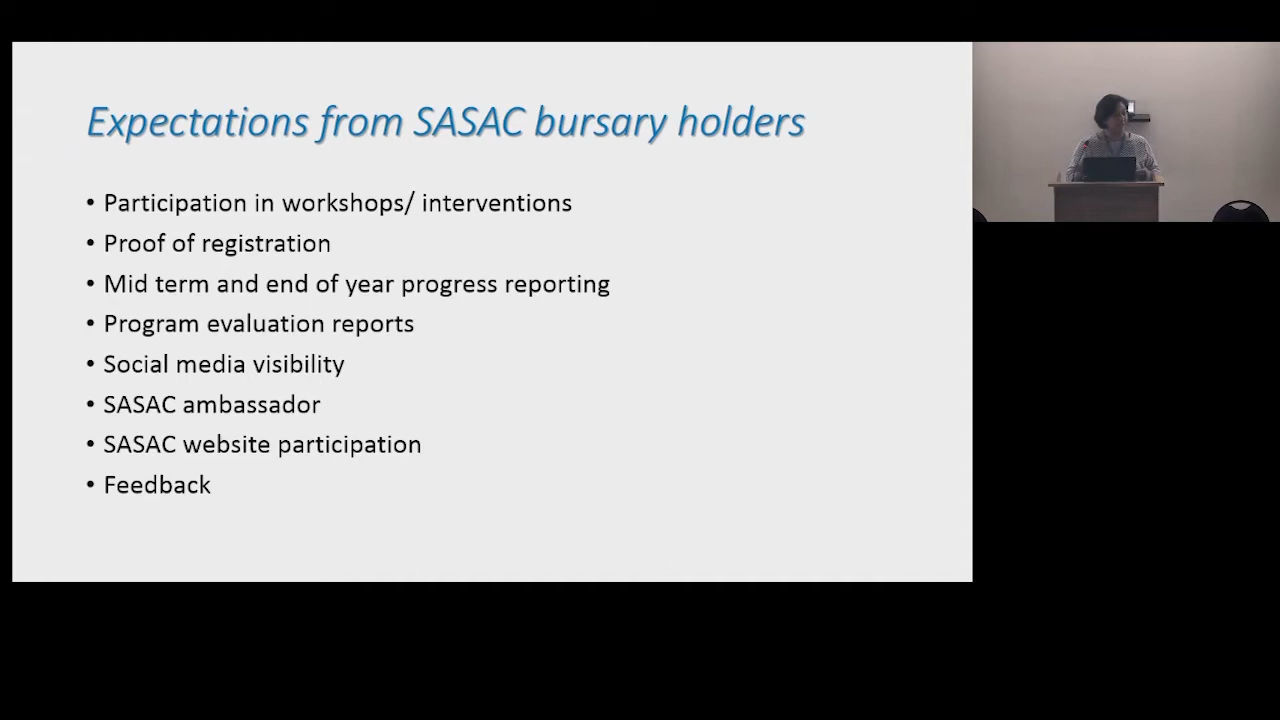 Expectations from SASAC bursary holders
• Participation in workshops/ interventions
• Proof of registration
• Mid term and end of year progress reporting
• Program evaluation reports
• Social media visibility
• SASAC ambassador
• SASAC website participation
• Feedback